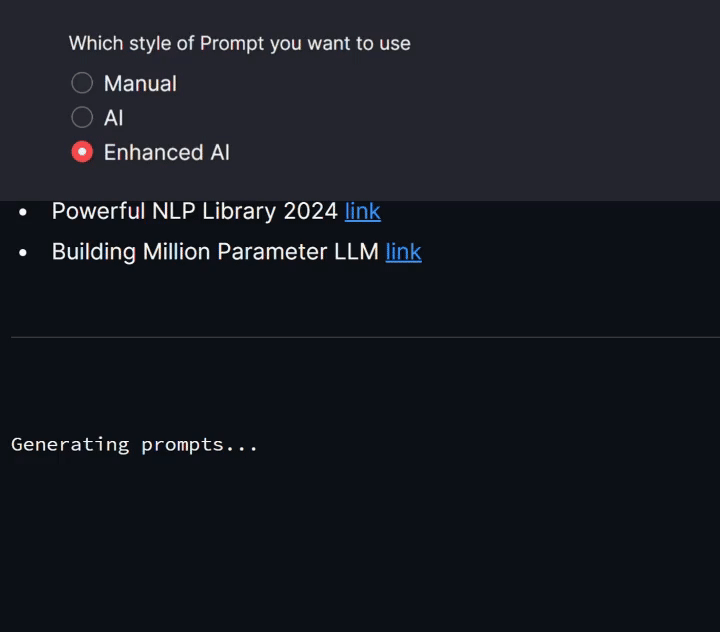 Which style of Prompt you want to use
Manual
AI
Enhanced AI
Powerful NLP Library 2024 link
Building Million Parameter LLM link
Generating prompts...